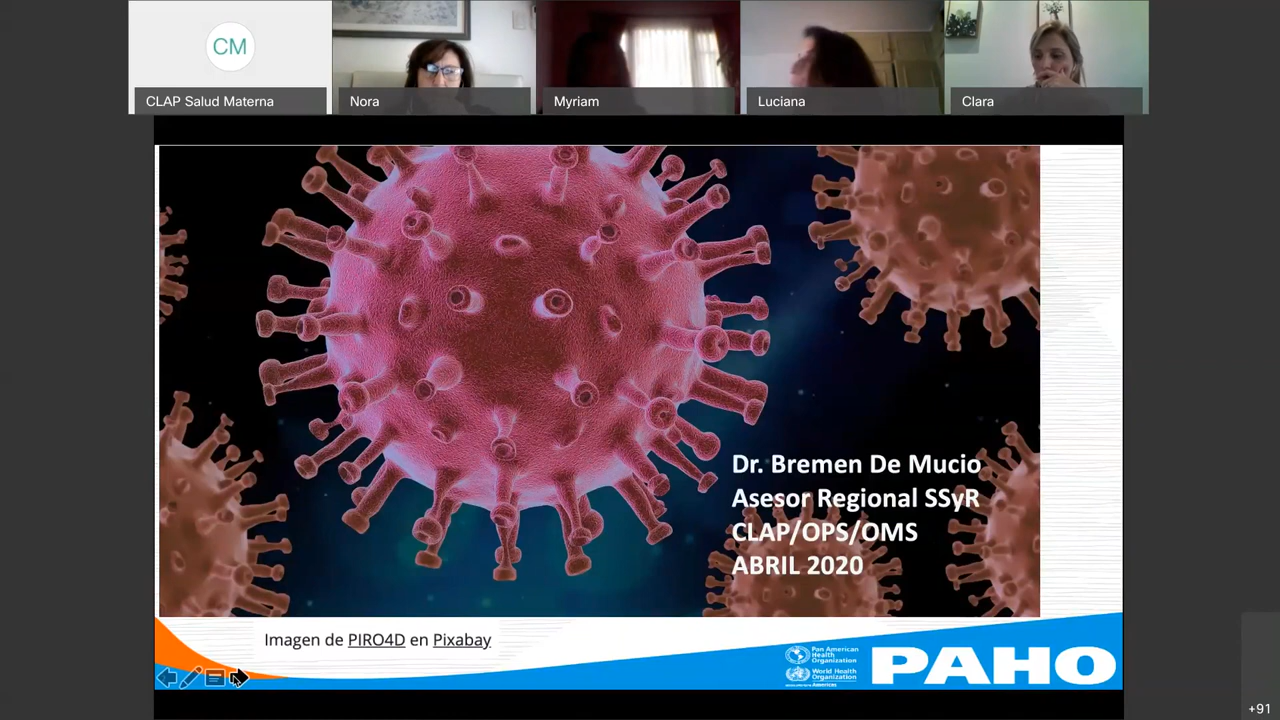 CM
CLAP Salud Materna
Nora
Myriam
Luciana
Clara
Dr. Bremen De Mucio
Asesor Regional SSyR
CLAP/OPS/OMS
ABRIL 2020
Imagen de PIRO4D en Pixabay
Pan American
Health
Organization
World Health
Organization
Americas
PAHO
+91